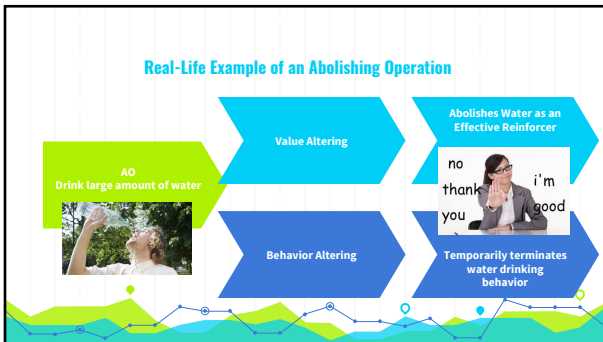 Real-Life Example of an Abolishing Operation
AO
Drink large amount of water
Value Altering
Abolishes Water as an
Effective Reinforcer
no
thank
you
i'm
good
Behavior Altering
Temporarily terminates
water drinking
behavior